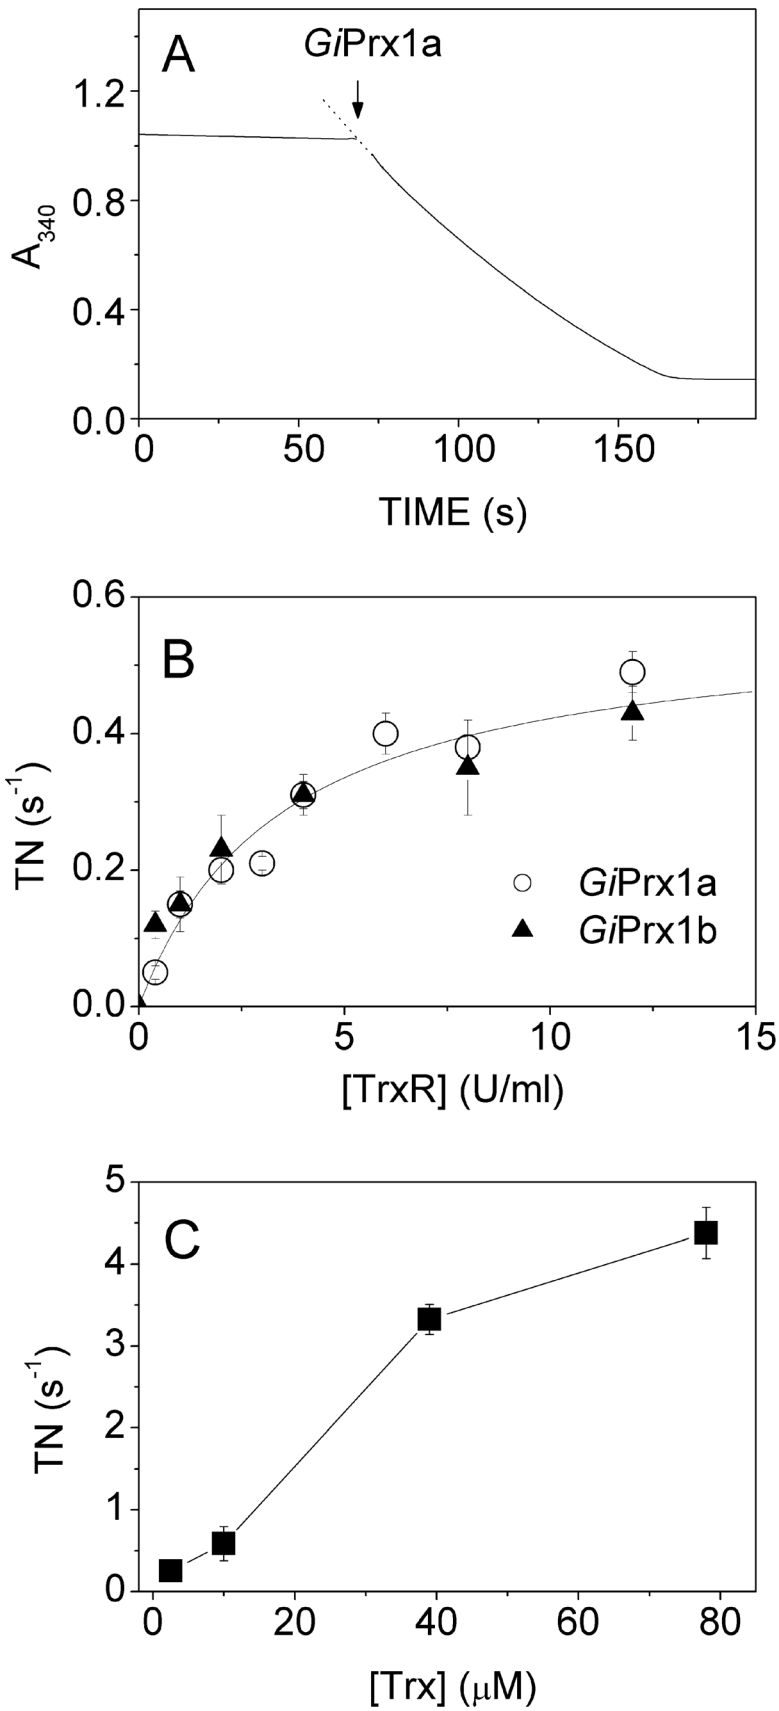 A
GiPrx1a
1.2
0.8
0.4
0.0
A340
0 50 100 150
TIME (s)
B
0.6
0.4
0.2
0.0
TN (s-1)
GiPrx1a
GiPrx1b
0 5 10 15
[TrxR] (U/ml)
C
5
4
3
2
1
0
TN (s-1)
0 20 40 60 80
[Trx] (μM)